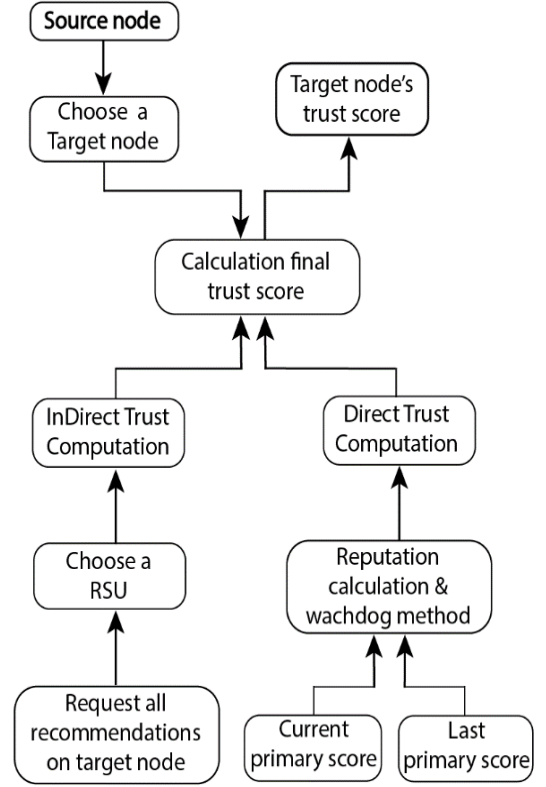 Source node
Choose a
Target node
Target node's
trust score
Calculation final
trust score
InDirect Trust
Computation
Direct Trust
Computation
Choose a
RSU
Reputation
calculation &
wachdog method
Request all
recommendations
on target node
Current
primary score
Last
primary score